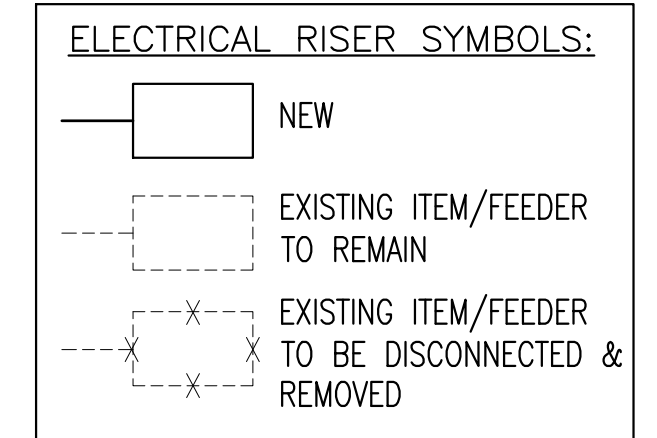 ELECTRICAL RISER SYMBOLS:
NEW
EXISTING ITEM/FEEDER
TO REMAIN
EXISTING ITEM/FEEDER
TO BE DISCONNECTED &
REMOVED